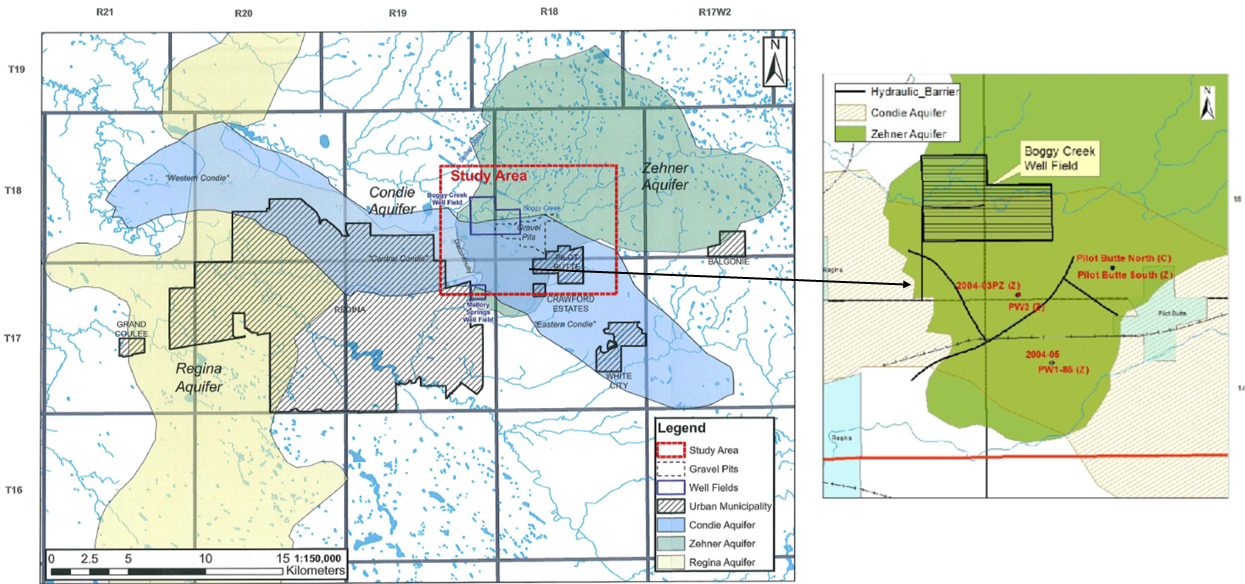 R21
R20
R19
R18
R17W2
T19
T18
T17
T16
N
Study Area
Zehner
Aquifer
"Western Condie"
Condie
Aquifer
Boggy Creek
Well Field
Boggy Creek
Gravel
Pits
"Central Condie"
PILOT
BUTTE
BALGONIE
Mallory
Springs
Well Field
CRAWFORD
ESTATES
REGINA
"Eastern Condie"
GRAND
COULEE
WHITE
CITY
Regina
Aquifer
Legend
Study Area
Gravel Pits
Well Fields
Urban Municipality
Condie Aquifer
Zehner Aquifer
Regina Aquifer
0 2.5 5 10 15 1:150,000
Kilometers
Hydraulic_Barrier
Condie Aquifer
Zehner Aquifer
N
Boggy Creek
Well Field
18
Regina
Pilot Butte North (C)
Pilot Butte South (Z)
2004-03PZ (Z)
PW3 (Z)
Pilot Butte
2004-05
PW1-85 (Z)
17
Regina